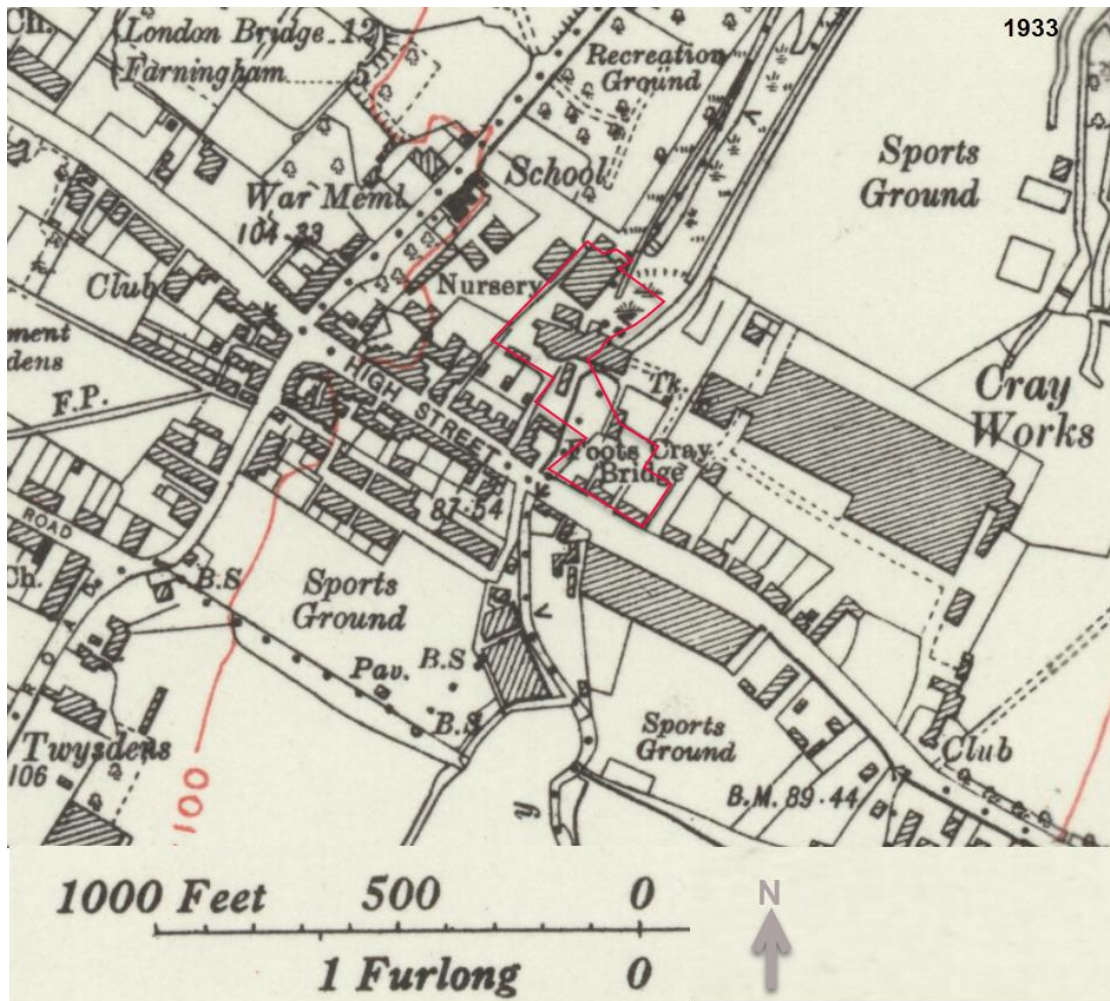 1933
Ch.
London Bridge 12
Farningham
5
Recreation
Ground
Sports
Ground
School
War Meml.
104·33
Club
Nursery
HIGH STREET
F.P.
Tk.
Cray
Works
Foots Cray
Bridge
87·54
ROAD
Ch.
B.S
Sports
Ground
Pav.
B.S
B.S
Twysdens
106
100
Sports
Ground
Club
B.M. 89·44
y
1000 Feet 500 0
1 Furlong 0
N